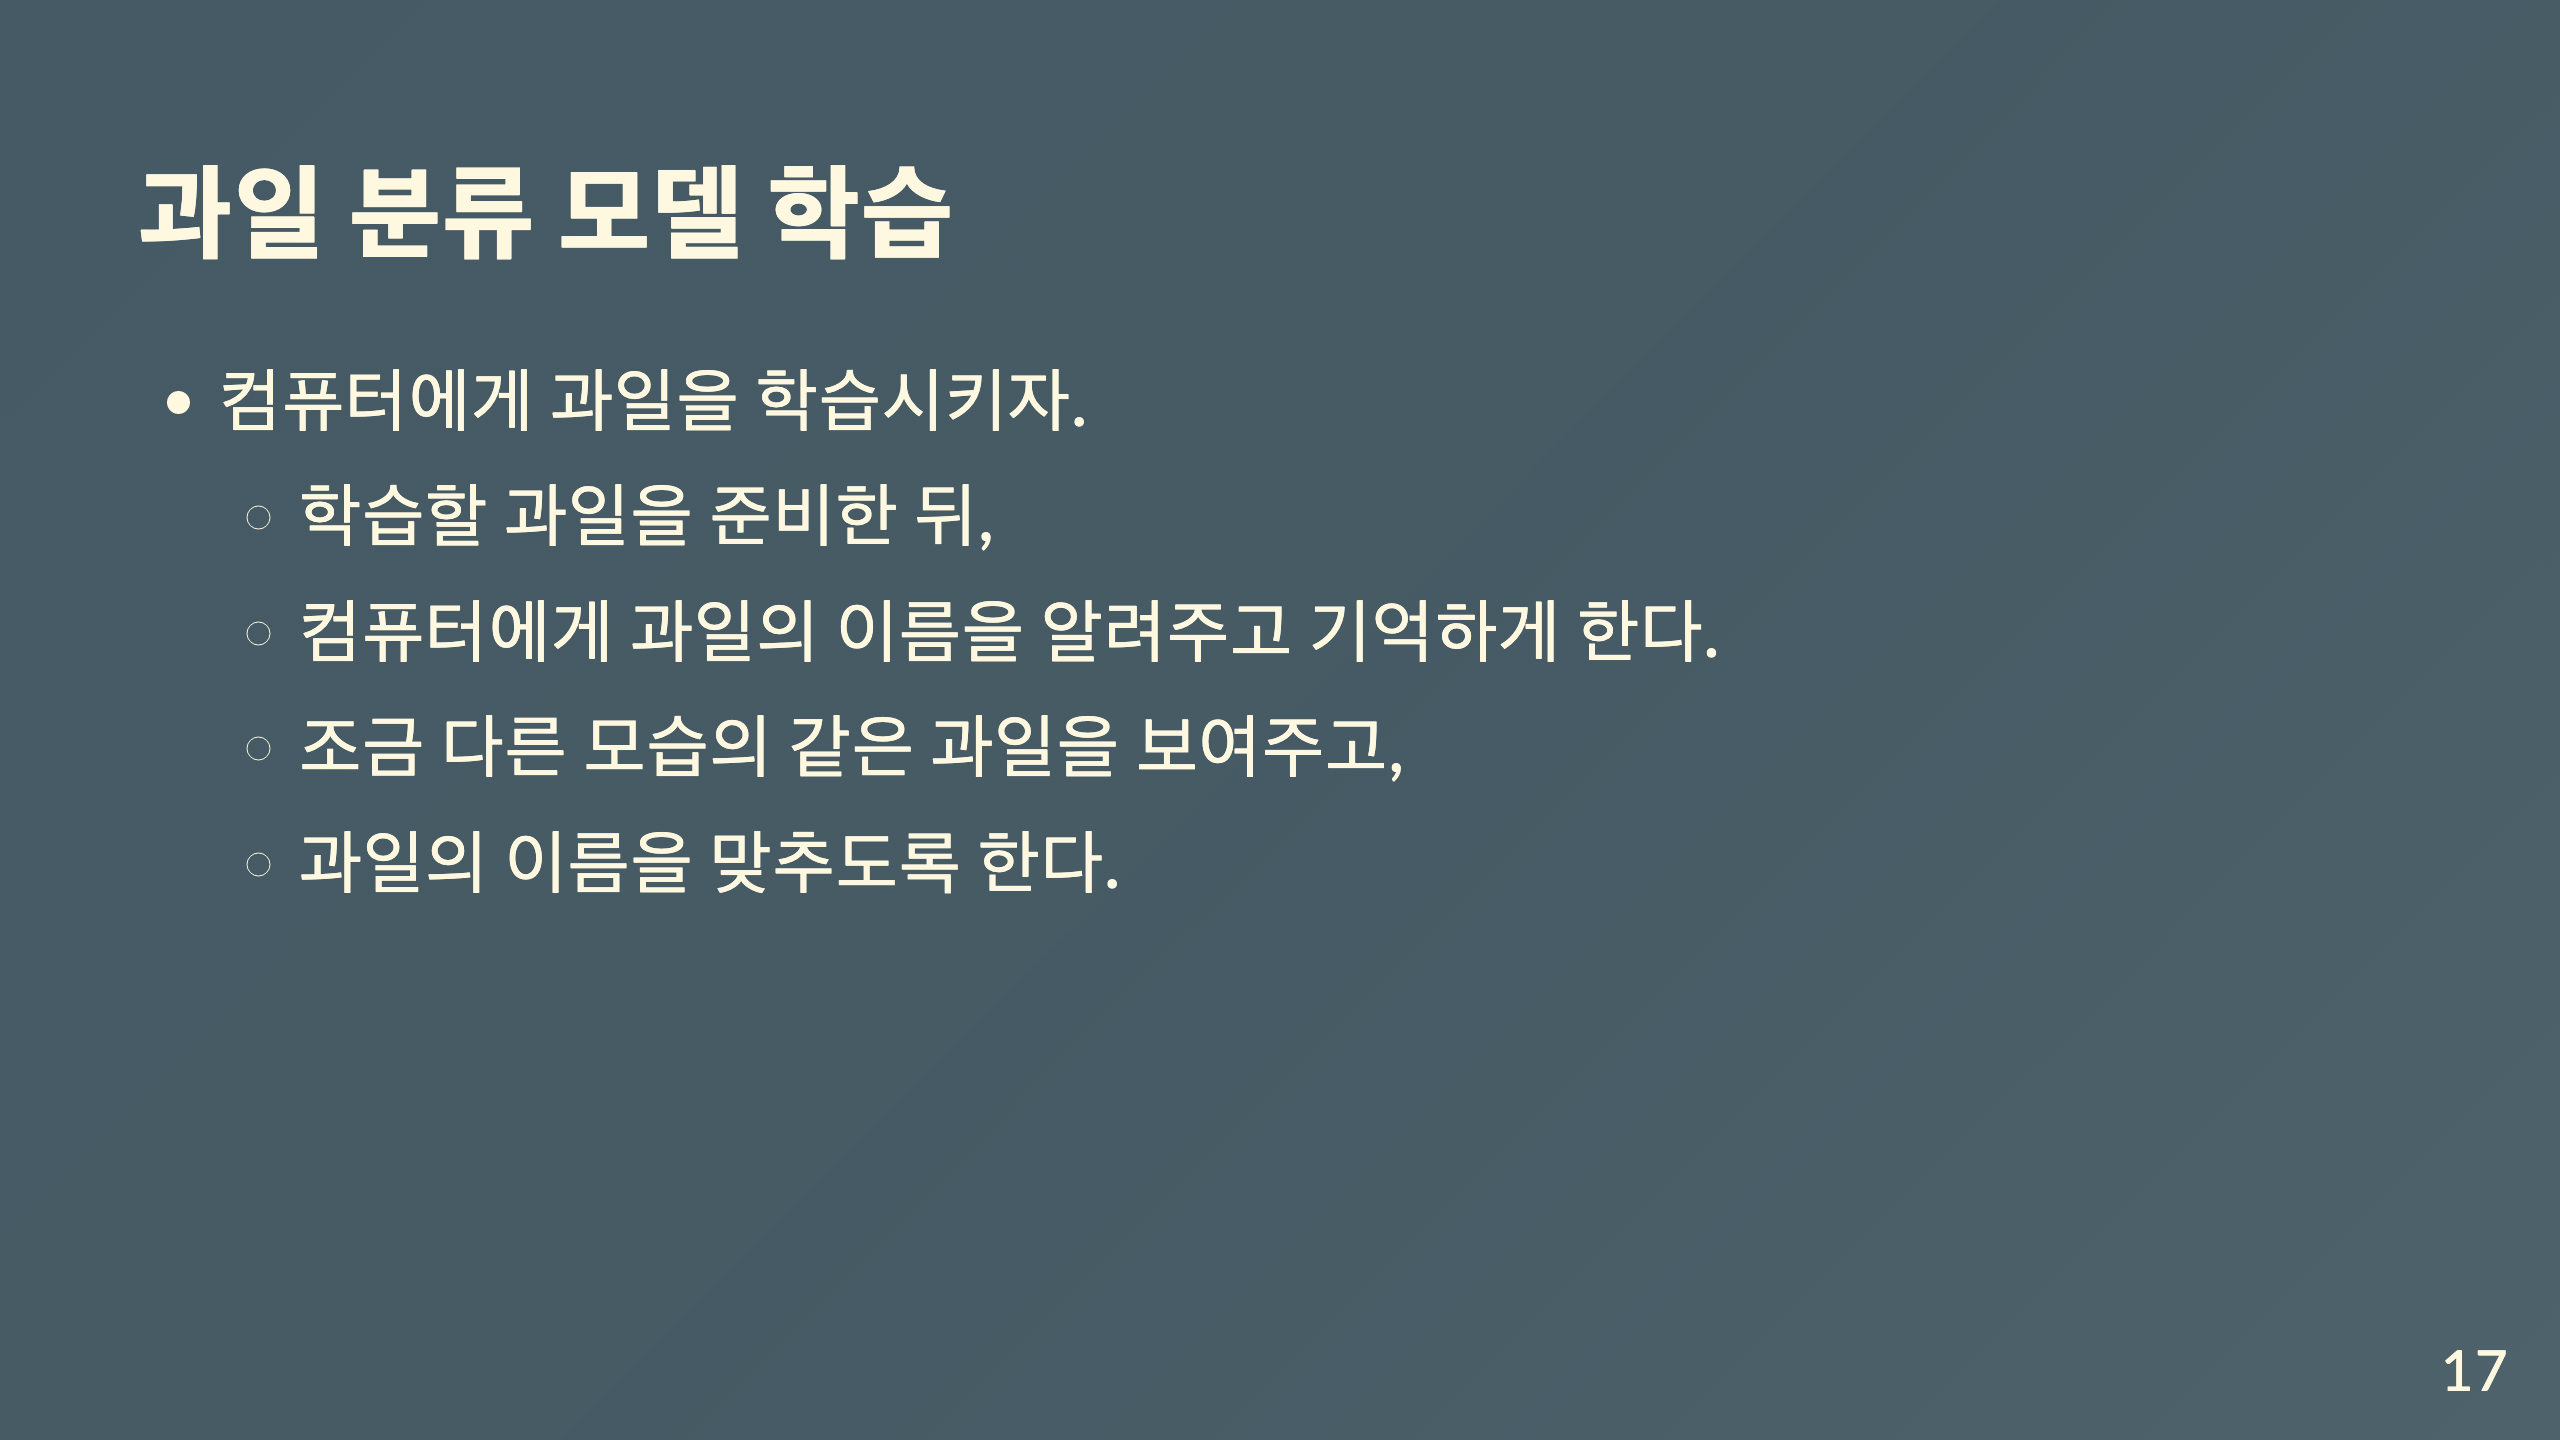 과일 분류 모델 학습
• 컴퓨터에게 과일을 학습시키자.
○ 학습할 과일을 준비한 뒤,
○ 컴퓨터에게 과일의 이름을 알려주고 기억하게 한다.
○ 조금 다른 모습의 같은 과일을 보여주고,
○ 과일의 이름을 맞추도록 한다.
17